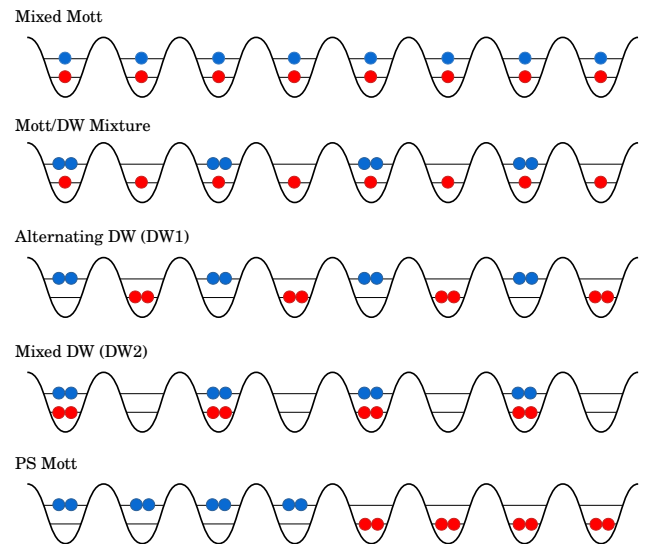 Mixed Mott
Mott/DW Mixture
Alternating DW (DW1)
Mixed DW (DW2)
PS Mott